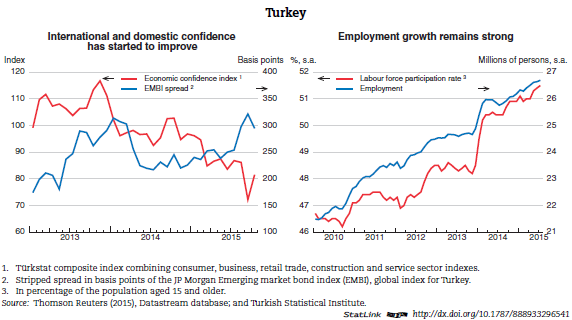 Turkey
International and domestic confidence
has started to improve
Index
Basis points
120
110
100
90
80
70
60
400
350
300
250
200
150
100
Economic confidence index 1
EMBI spread 2
2013
2014
2015
Employment growth remains strong
%, s.a.
Millions of persons, s.a.
52
51
50
49
48
47
46
27
26
25
24
23
22
21
Labour force participation rate 3
Employment
2010
2011
2012
2013
2014
2015
1. Türkstat composite index combining consumer, business, retail trade, construction and service sector indexes.
2. Stripped spread in basis points of the JP Morgan Emerging market bond index (EMBI), global index for Turkey.
3. In percentage of the population aged 15 and older.
Source: Thomson Reuters (2015), Datastream database; and Turkish Statistical Institute.
StatLink http://dx.doi.org/10.1787/888933296541